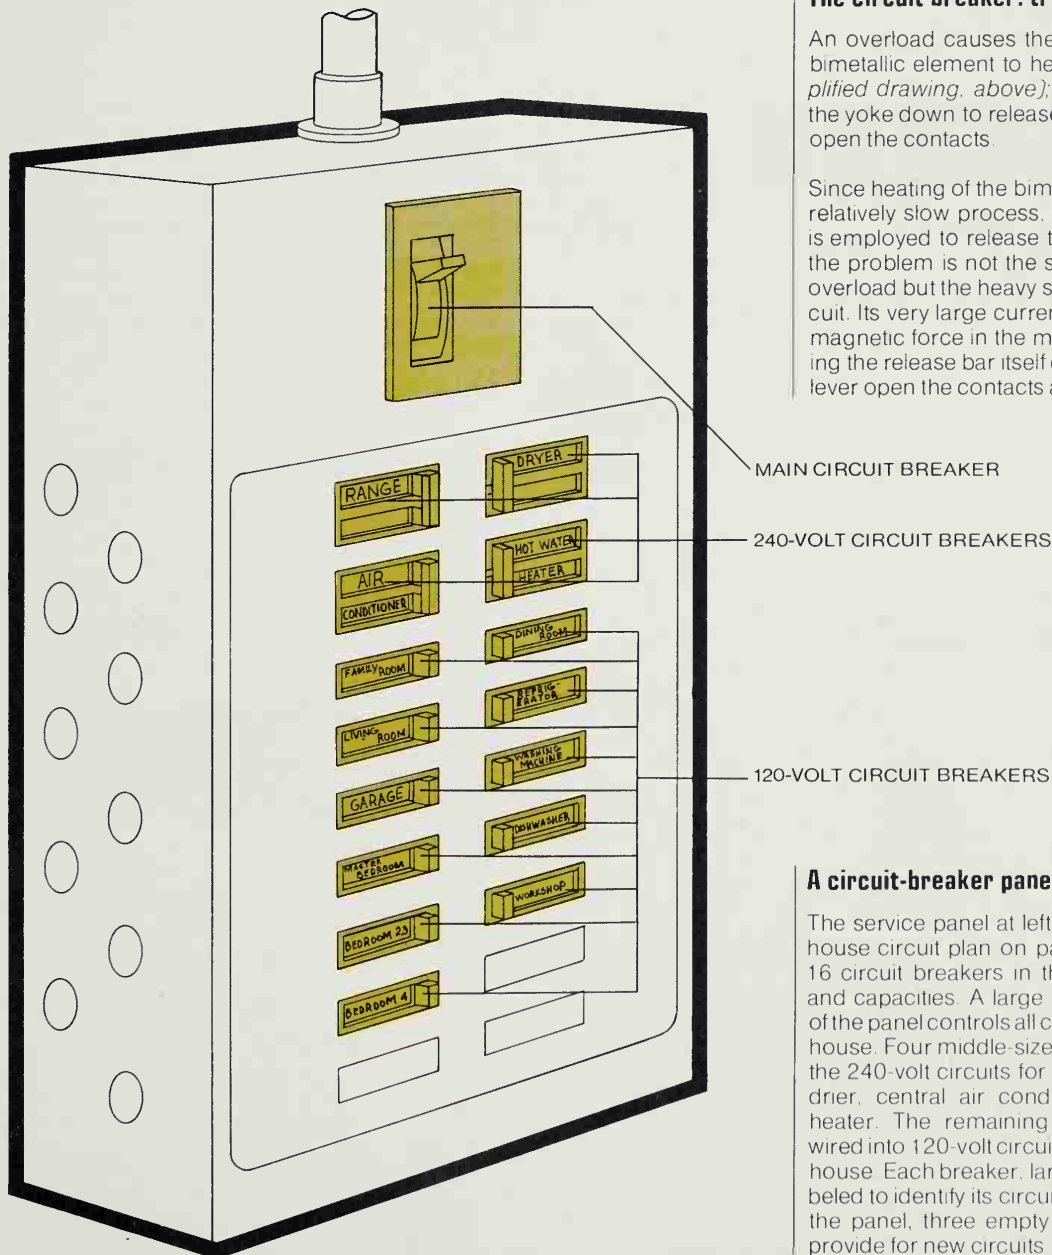 An overload causes the
bimetallic element to he
plified drawing, above);
the yoke down to release
open the contacts.
Since heating of the bim
relatively slow process,
is employed to release t
the problem is not the s
overload but the heavy s
cuit. Its very large curren
magnetic force in the m
ing the release bar itself
lever open the contacts a
MAIN CIRCUIT BREAKER
240-VOLT CIRCUIT BREAKERS
120-VOLT CIRCUIT BREAKERS
RANGE
AIR
CONDITIONER
FAMILY ROOM
LIVING
ROOM
GARAGE
MASTER
BEDROOM
BEDROOM 2,3
BEDROOM 4
DRYER
HOT WATER
HEATER
DINING
ROOM
REFRIG-
ERATOR
WASHING
MACHINE
DISHWASHER
WORKSHOP
A circuit-breaker pane
The service panel at left
house circuit plan on pa
16 circuit breakers in th
and capacities. A large
of the panel controls all c
house. Four middle-size
the 240-volt circuits for
drier, central air cond
heater. The remaining
wired into 120-volt circui
house Each breaker, lar
beled to identify its circui
the panel, three empty
provide for new circuits